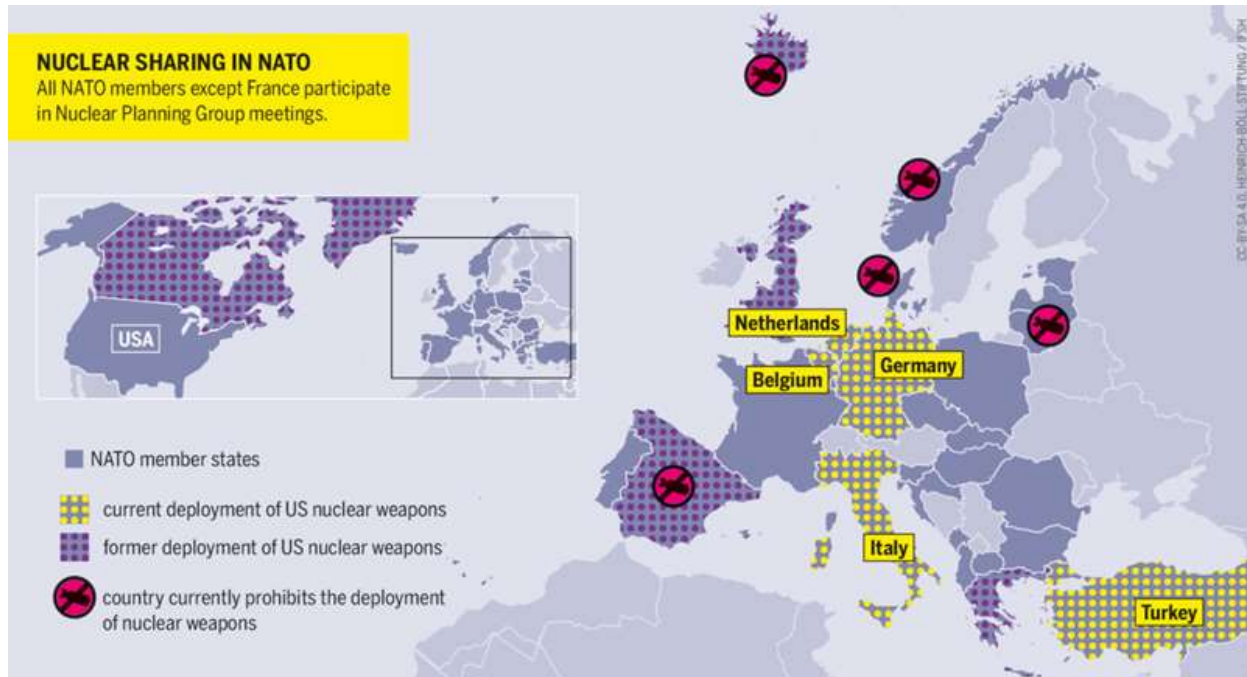 NUCLEAR SHARING IN NATO
All NATO members except France participate
in Nuclear Planning Group meetings.
USA
NATO member states
current deployment of US nuclear weapons
former deployment of US nuclear weapons
country currently prohibits the deployment
of nuclear weapons
Netherlands
Belgium
Germany
Italy
Turkey
CC-BY-SA 4.0, HEINRICH-BÖLL-STIFTUNG / IFSH